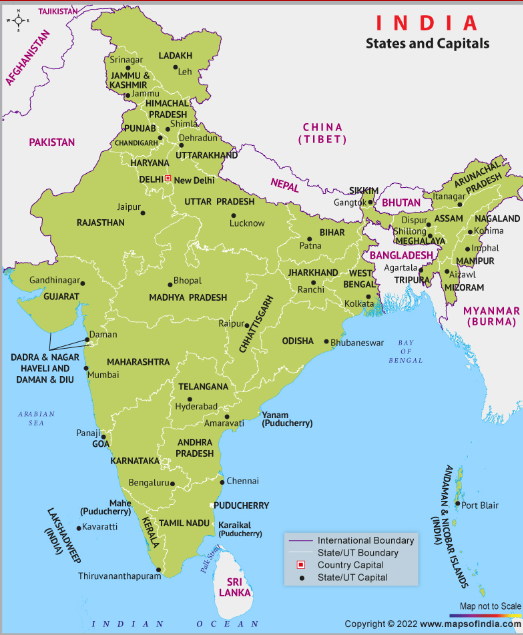 TAJIKISTAN
AFGHANISTAN
INDIA
States and Capitals
LADAKH
Srinagar
Leh
JAMMU &
KASHMIR
Jammu
HIMACHAL
PRADESH
PAKISTAN
PUNJAB
Shimla
CHANDIGARH
Dehradun
UTTARAKHAND
CHINA
(TIBET)
HARYANA
DELHI
New Delhi
NEPAL
SIKKIM
Gangtok
BHUTAN
ARUNACHAL
PRADESH
Itanagar
Jaipur
RAJASTHAN
UTTAR PRADESH
Lucknow
BIHAR
Patna
Dispur
ASSAM
NAGALAND
Shillong
Kohima
MEGHALAYA
Imphal
MANIPUR
BANGLADESH
Agartala
TRIPURA
Aizawl
MIZORAM
Gandhinagar
GUJARAT
Bhopal
MADHYA PRADESH
JHARKHAND
Ranchi
WEST
BENGAL
Kolkata
MYANMAR
(BURMA)
Raipur
CHHATTISGARH
Daman
DADRA & NAGAR
HAVELI AND
DAMAN & DIU
MAHARASHTRA
Mumbai
ODISHA
Bhubaneswar
BAY
OF
BENGAL
TELANGANA
Hyderabad
Amaravati
Yanam
(Puducherry)
ARABIAN
SEA
Panaji
GOA
ANDHRA
PRADESH
KARNATAKA
Bengaluru
Chennai
Mahe
(Puducherry)
PUDUCHERRY
LAKSHADWEEP
(INDIA)
Kavaratti
KERALA
TAMIL NADU
Karaikal
(Puducherry)
ANDAMAN & NICOBAR ISLANDS
(INDIA)
Port Blair
Thiruvananthapuram
Palk Strait
SRI
LANKA
International Boundary
State/UT Boundary
Country Capital
State/UT Capital
INDIAN OCEAN
Map not to Scale
Copyright © 2022 www.mapsofindia.com